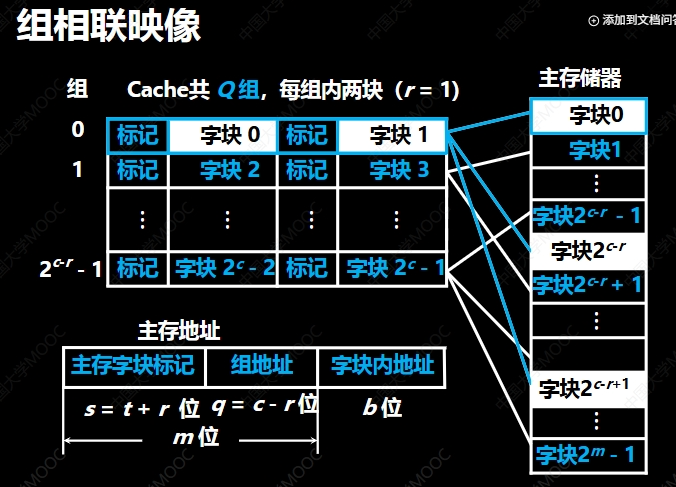 组相联映像
添加到文档问答
组 Cache共 Q 组，每组内两块（r = 1)
主存储器
0 标记 字块 0 标记 字块 1
1 标记 字块 2 标记 字块 3
⋮ ⋮ ⋮ ⋮
2^c-r - 1 标记 字块 2^c - 2 标记 字块 2^c - 1
字块0
字块1
⋮
字块2^c-r - 1
字块2^c-r
字块2^c-r + 1
⋮
字块2^c-r+1
⋮
字块2^m - 1
主存地址
主存字块标记 组地址 字块内地址
s = t + r 位 q = c - r 位 b 位
m 位
中国大学MOOC